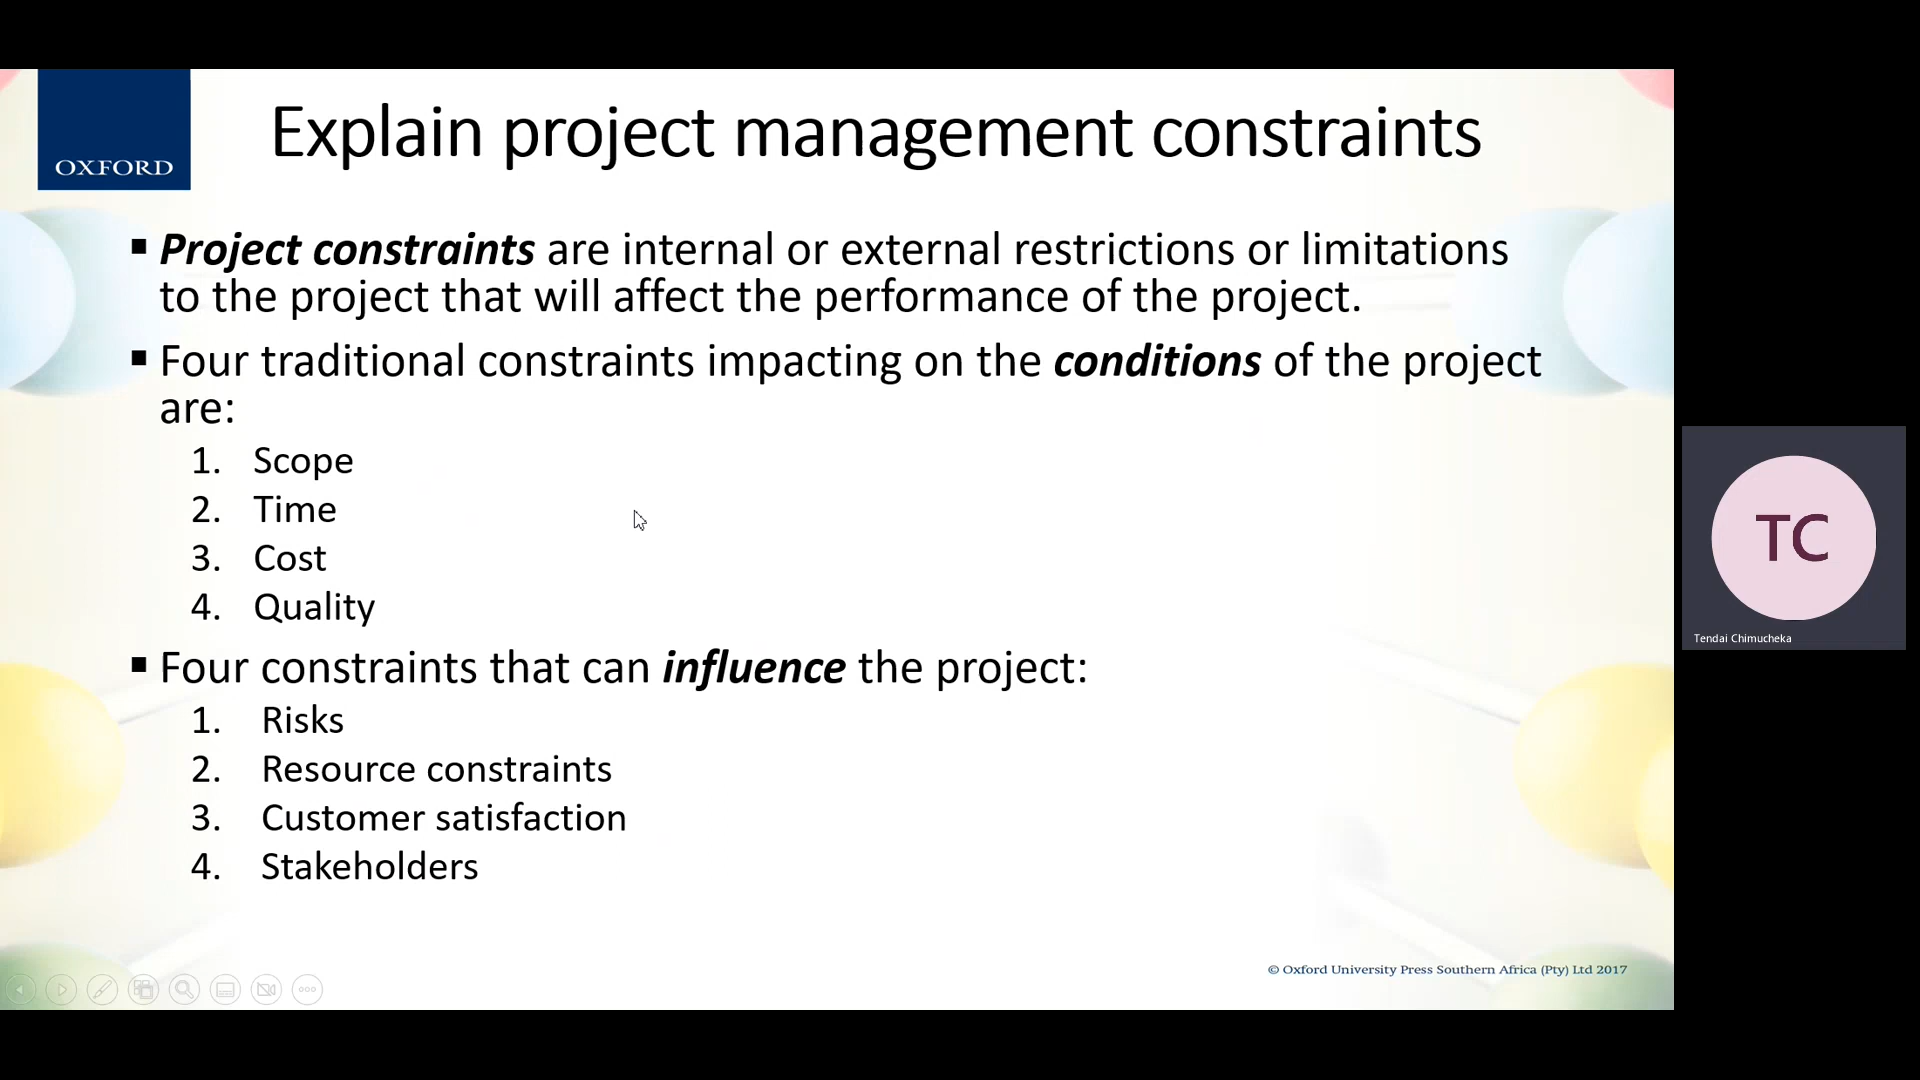 OXFORD
Explain project management constraints
▪ Project constraints are internal or external restrictions or limitations
to the project that will affect the performance of the project.
▪ Four traditional constraints impacting on the conditions of the project
are:
1. Scope
2. Time
3. Cost
4. Quality
▪ Four constraints that can influence the project:
1. Risks
2. Resource constraints
3. Customer satisfaction
4. Stakeholders
© Oxford University Press Southern Africa (Pty) Ltd 2017
TC
Tendai Chimucheka